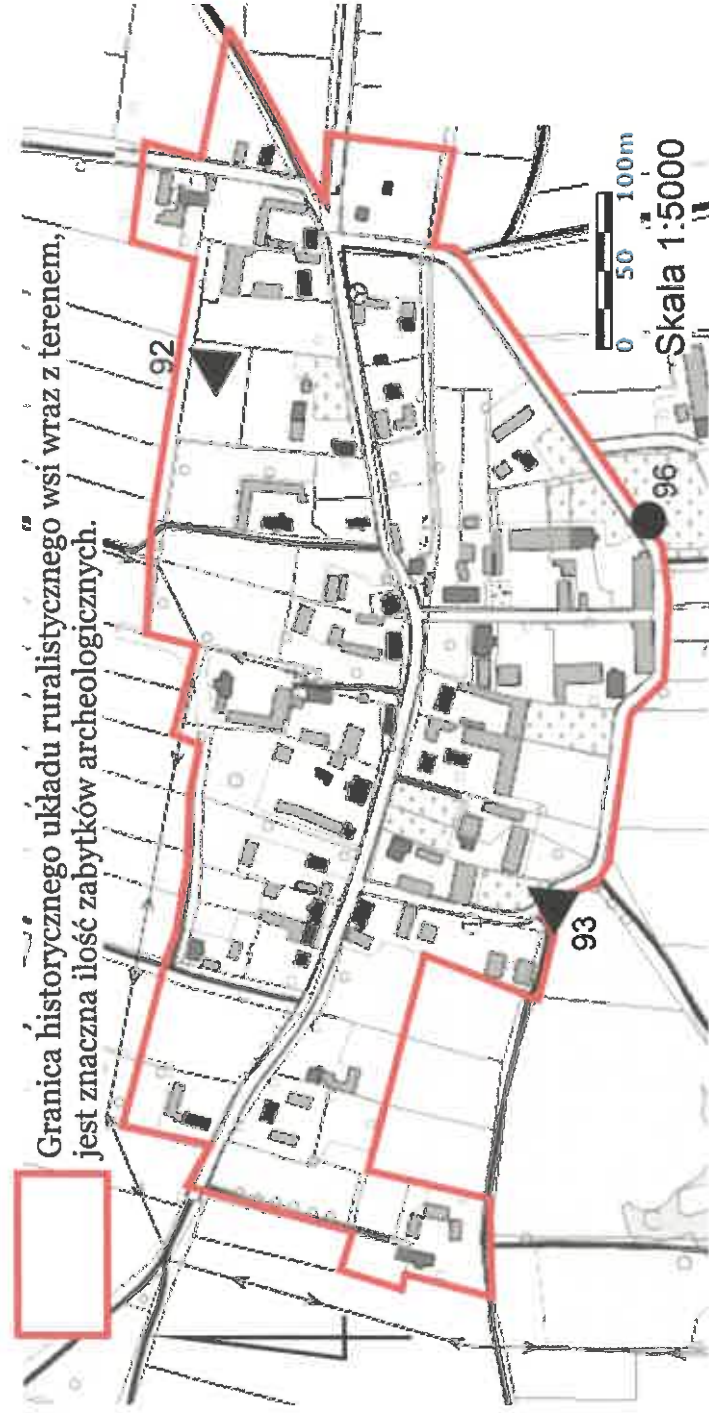 Granica historycznego układu ruralistycznego wsi wraz z terenem,
jest znaczna ilość zabytków archeologicznych.
92
93
96
0 50 100m
Skala 1:5000